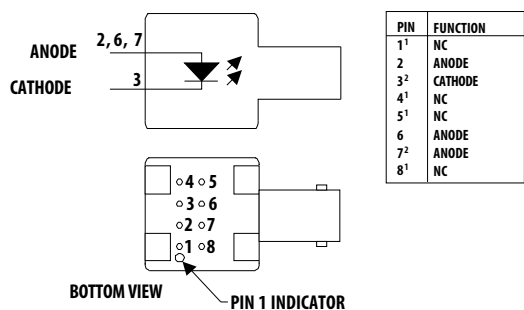 ANODE 2, 6, 7
CATHODE 3
PIN FUNCTION
1¹ NC
2 ANODE
3² CATHODE
4¹ NC
5¹ NC
6 ANODE
7² ANODE
8¹ NC
4 5
3 6
2 7
1 8
BOTTOM VIEW
PIN 1 INDICATOR